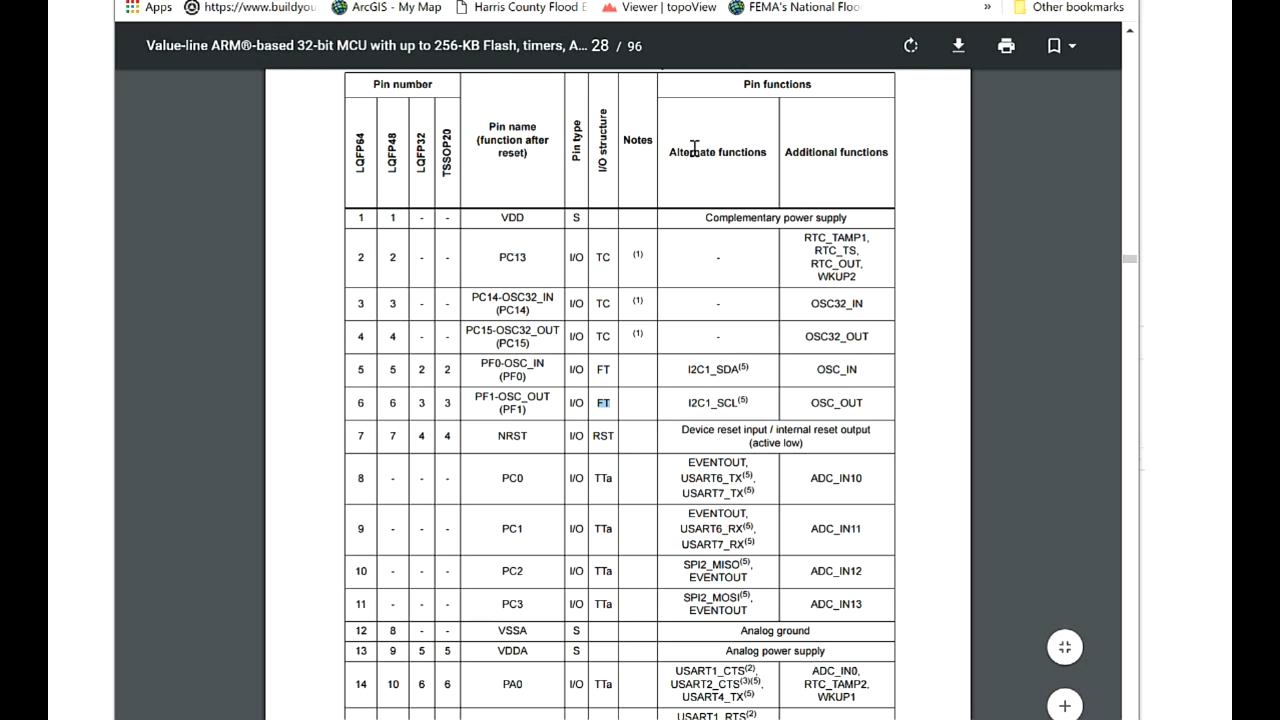 Apps https://www.buildyou ArcGIS - My Map Harris County Flood E Viewer | topoView FEMA's National Floo » Other bookmarks
Value-line ARM®-based 32-bit MCU with up to 256-KB Flash, timers, A... 28 / 96
Pin number Pin functions
LQFP64 LQFP48 LQFP32 TSSOP20 Pin name (function after reset) Pin type I/O structure Notes Alternate functions Additional functions
1 1 - - VDD S Complementary power supply
2 2 - - PC13 I/O TC (1) - RTC_TAMP1, RTC_TS, RTC_OUT, WKUP2
3 3 - - PC14-OSC32_IN (PC14) I/O TC (1) - OSC32_IN
4 4 - - PC15-OSC32_OUT (PC15) I/O TC (1) - OSC32_OUT
5 5 2 2 PF0-OSC_IN (PF0) I/O FT I2C1_SDA(5) OSC_IN
6 6 3 3 PF1-OSC_OUT (PF1) I/O FT I2C1_SCL(5) OSC_OUT
7 7 4 4 NRST I/O RST Device reset input / internal reset output (active low)
8 - - - PC0 I/O TTa EVENTOUT, USART6_TX(5), USART7_TX(5) ADC_IN10
9 - - - PC1 I/O TTa EVENTOUT, USART6_RX(5), USART7_RX(5) ADC_IN11
10 - - - PC2 I/O TTa SPI2_MISO(5), EVENTOUT ADC_IN12
11 - - - PC3 I/O TTa SPI2_MOSI(5), EVENTOUT ADC_IN13
12 8 - - VSSA S Analog ground
13 9 5 5 VDDA S Analog power supply
14 10 6 6 PA0 I/O TTa USART1_CTS(2), USART2_CTS(3)(5), USART4_TX(5) ADC_IN0, RTC_TAMP2, WKUP1
USART1_RTS(2)